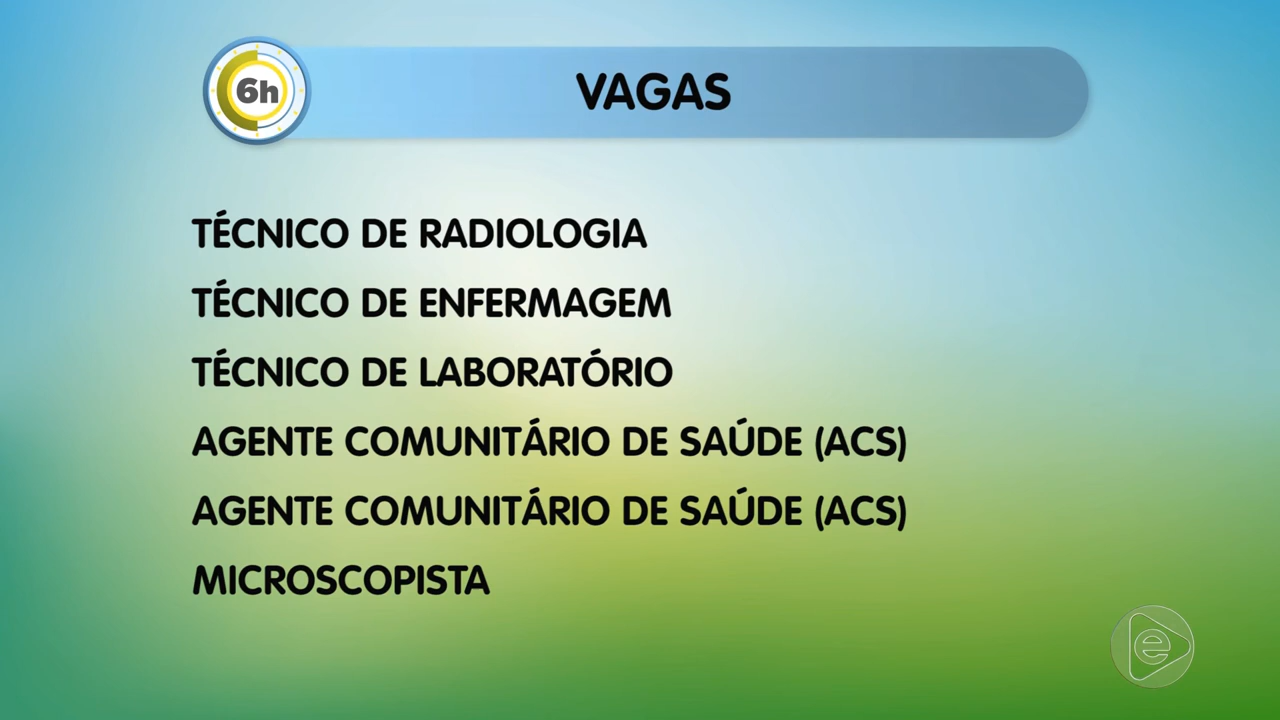 6h
VAGAS
TÉCNICO DE RADIOLOGIA
TÉCNICO DE ENFERMAGEM
TÉCNICO DE LABORATÓRIO
AGENTE COMUNITÁRIO DE SAÚDE (ACS)
AGENTE COMUNITÁRIO DE SAÚDE (ACS)
MICROSCOPISTA
e